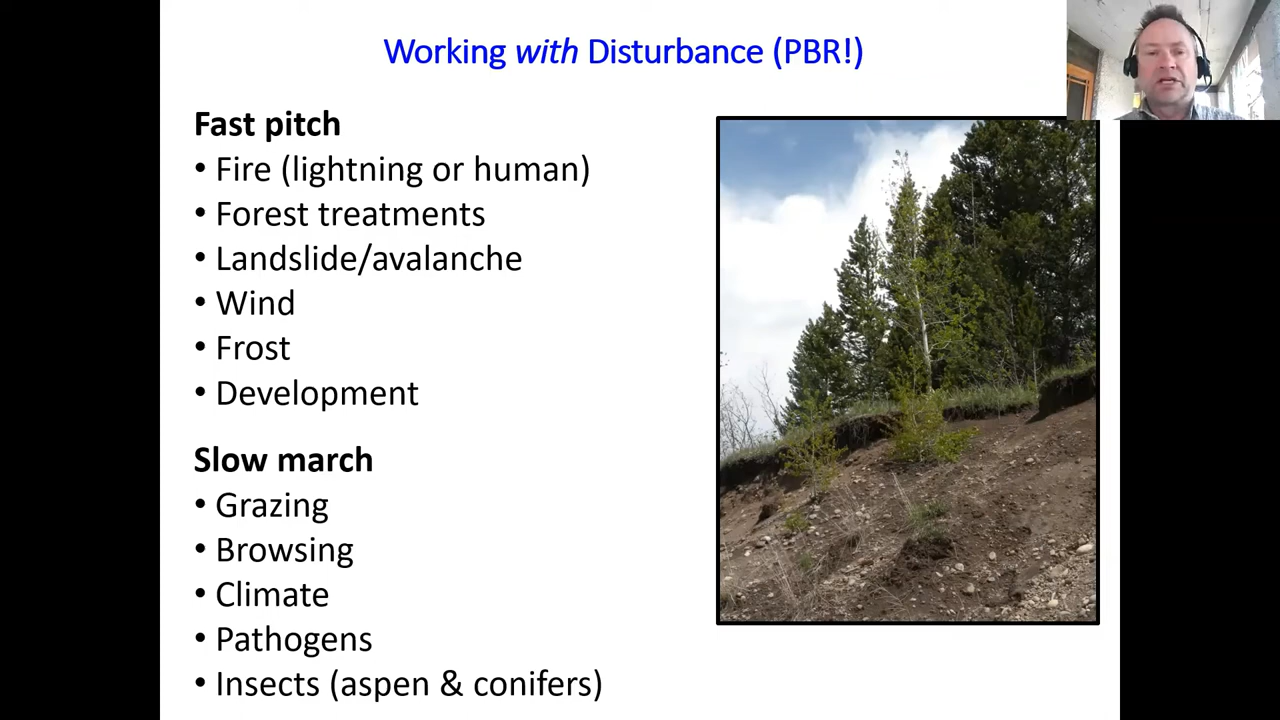 Working with Disturbance (PBR!)
Fast pitch
• Fire (lightning or human)
• Forest treatments
• Landslide/avalanche
• Wind
• Frost
• Development
Slow march
• Grazing
• Browsing
• Climate
• Pathogens
• Insects (aspen & conifers)